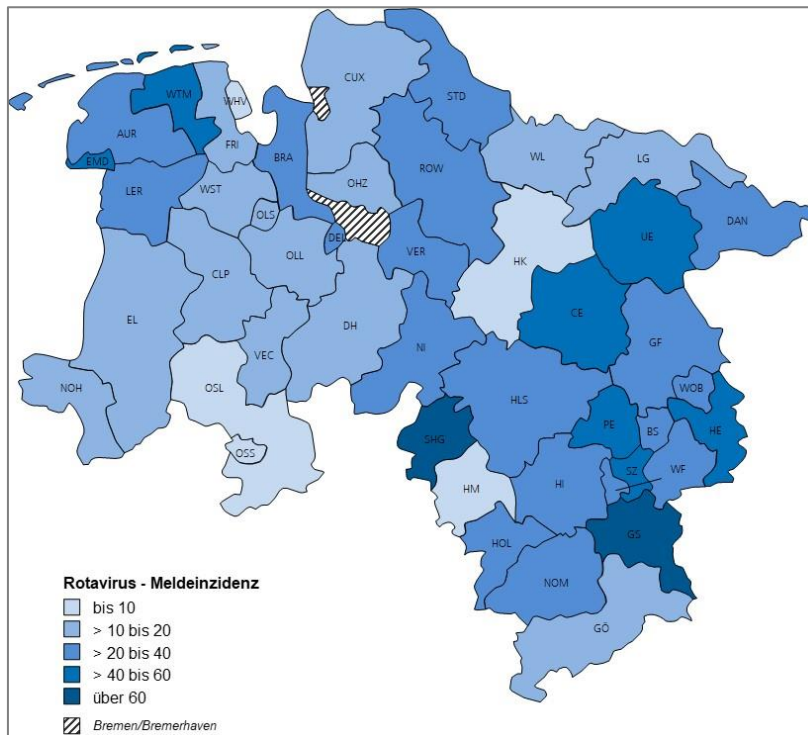 CUX
STD
WTM
WHV
AUR
FRI
BRA
WL
LG
EMD
OHZ
ROW
LER
WST
OLS
DEL
DAN
UE
VER
OLL
HK
CLP
EL
CE
DH
NI
GF
VEC
NOH
OSL
HLS
WOB
SHG
PE
BS
HE
OSS
SZ
WF
HM
HI
GS
HOL
NOM
GÖ
Rotavirus - Meldeinzidenz
bis 10
> 10 bis 20
> 20 bis 40
> 40 bis 60
über 60
Bremen/Bremerhaven